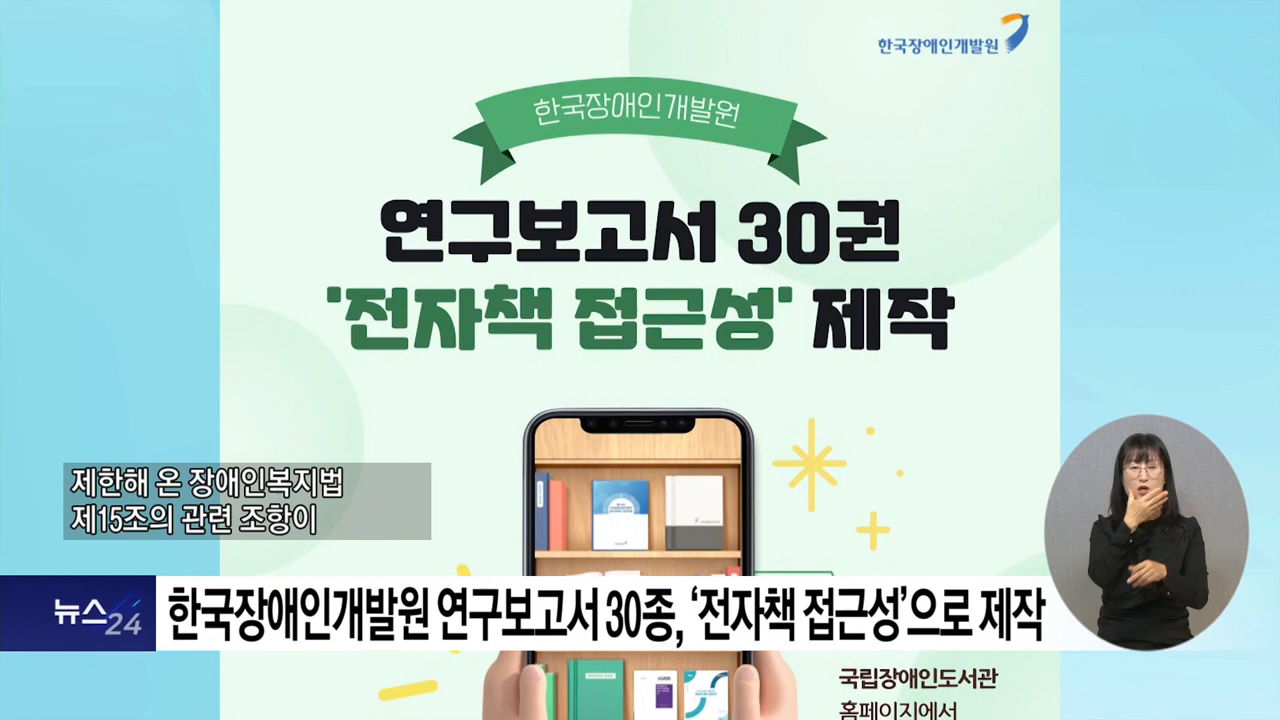 한국장애인개발원
한국장애인개발원
연구보고서 30권
'전자책 접근성' 제작
제한해 온 장애인복지법
제15조의 관련 조항이
뉴스24
한국장애인개발원 연구보고서 30종, ‘전자책 접근성’으로 제작
국립장애인도서관
홈페이지에서